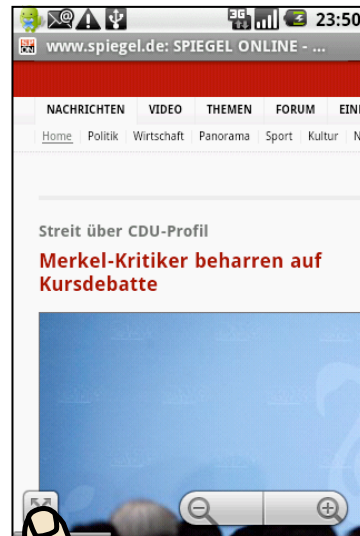 3G 23:50
www.spiegel.de: SPIEGEL ONLINE - ...
NACHRICHTEN VIDEO THEMEN FORUM
Home Politik Wirtschaft Panorama Sport Kultur N
Streit über CDU-Profil
Merkel-Kritiker beharren auf
Kursdebatte